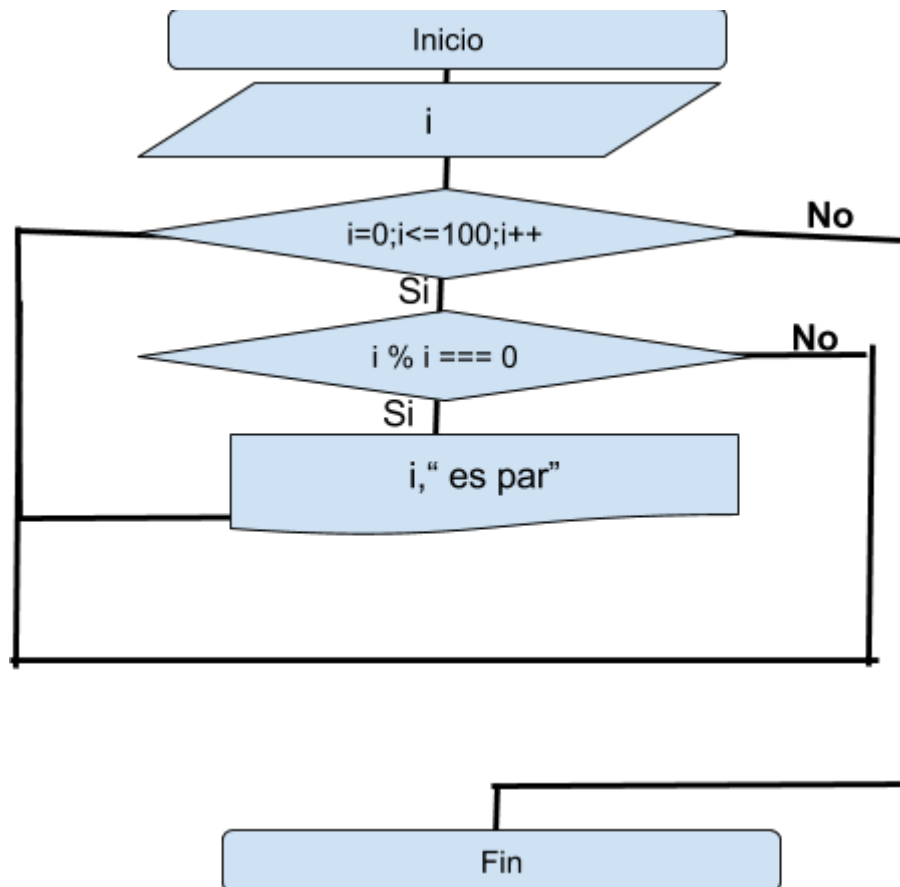 Inicio
i
i=0;i<=100;i++
No
Si
i % i === 0
No
Si
i,“ es par”
Fin